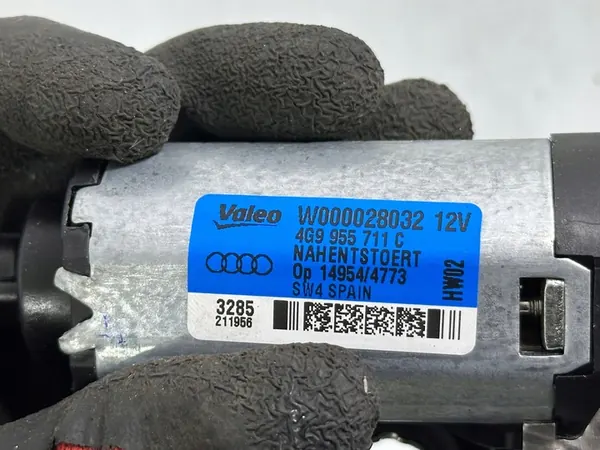 Valeo W000028032 12V
4G9 955 711 C
NAHENTSTOERT
Op 14954/4773
SW4 SPAIN
HW02
3285
211956